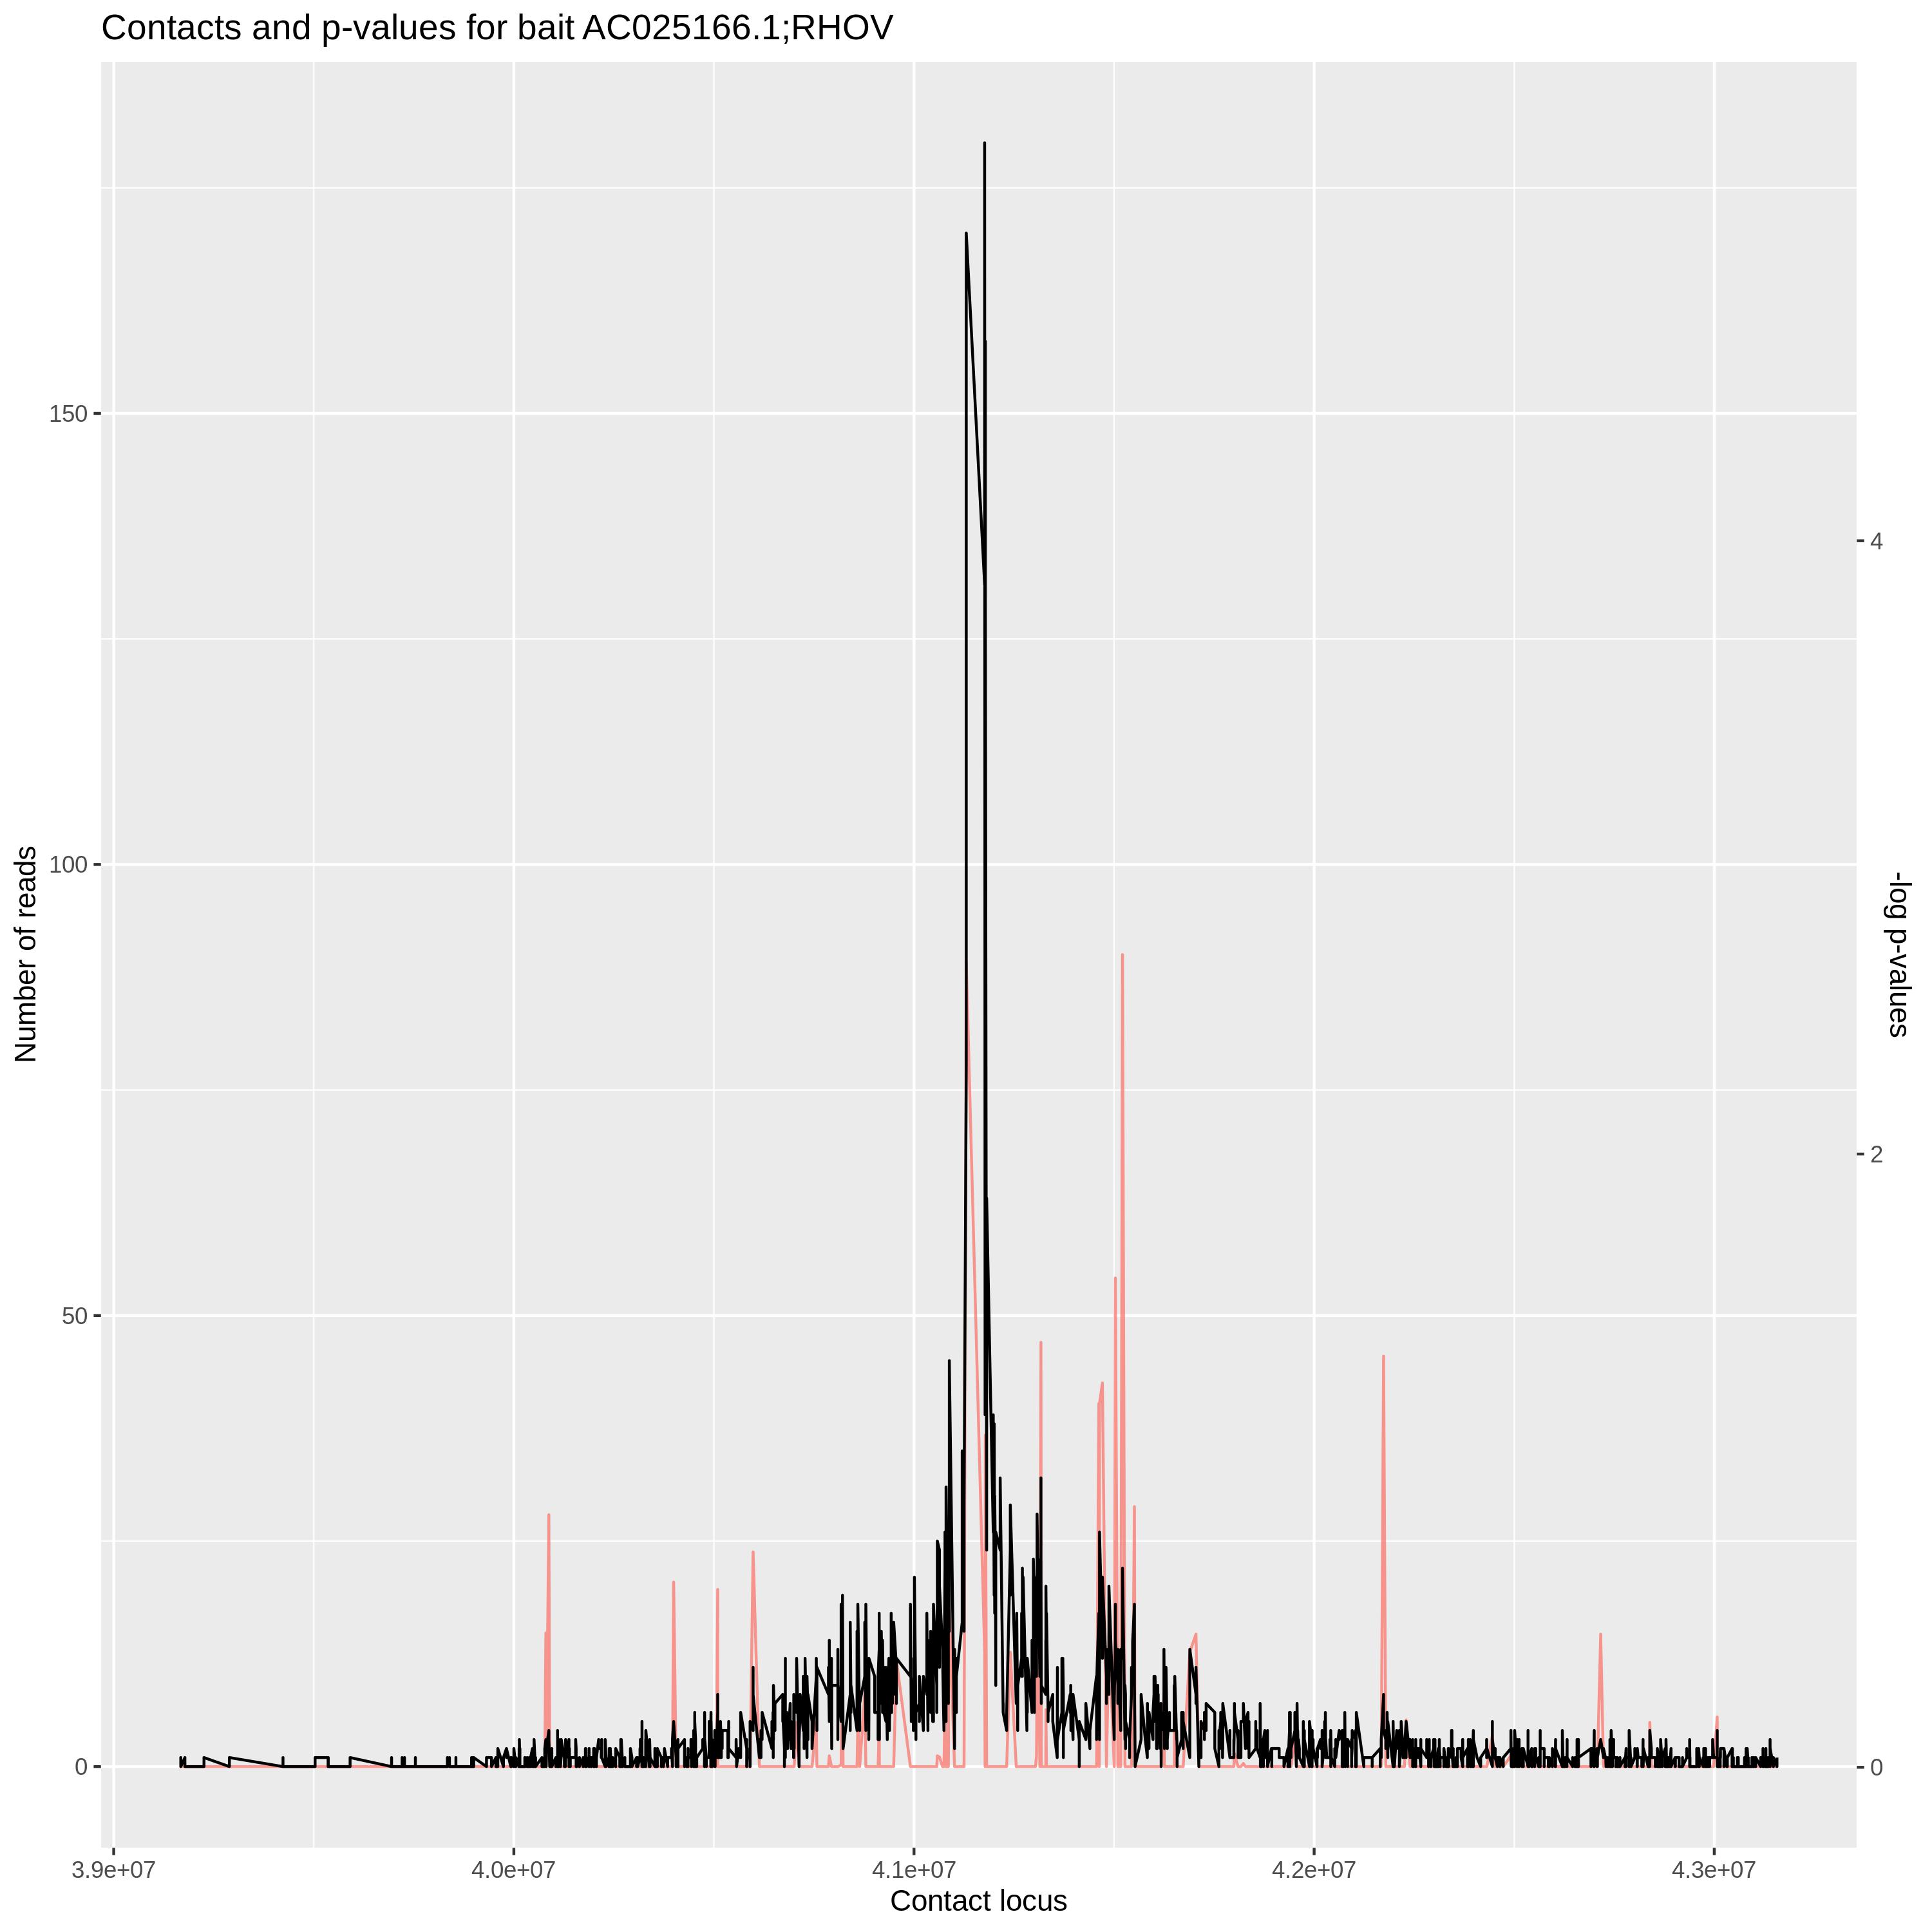 Contacts and p-values for bait AC025166.1;RHOV
150
100
50
0
Number of reads
4
2
0
-log p-values
3.9e+07
4.0e+07
4.1e+07
4.2e+07
4.3e+07
Contact locus